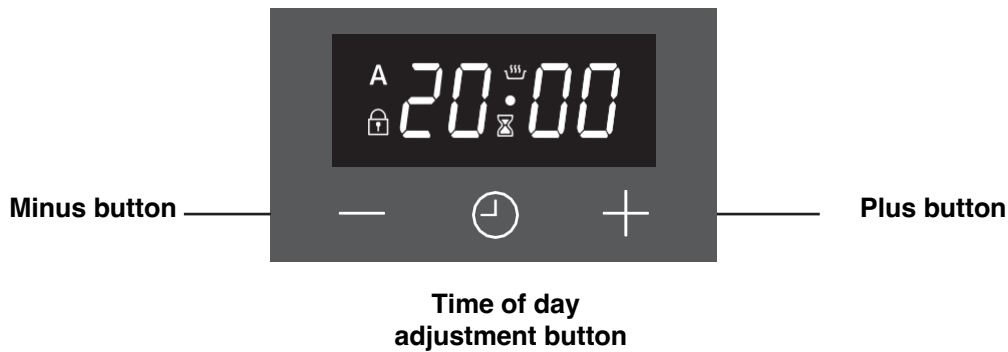 A 20:00
Minus button
Plus button
Time of day
adjustment button